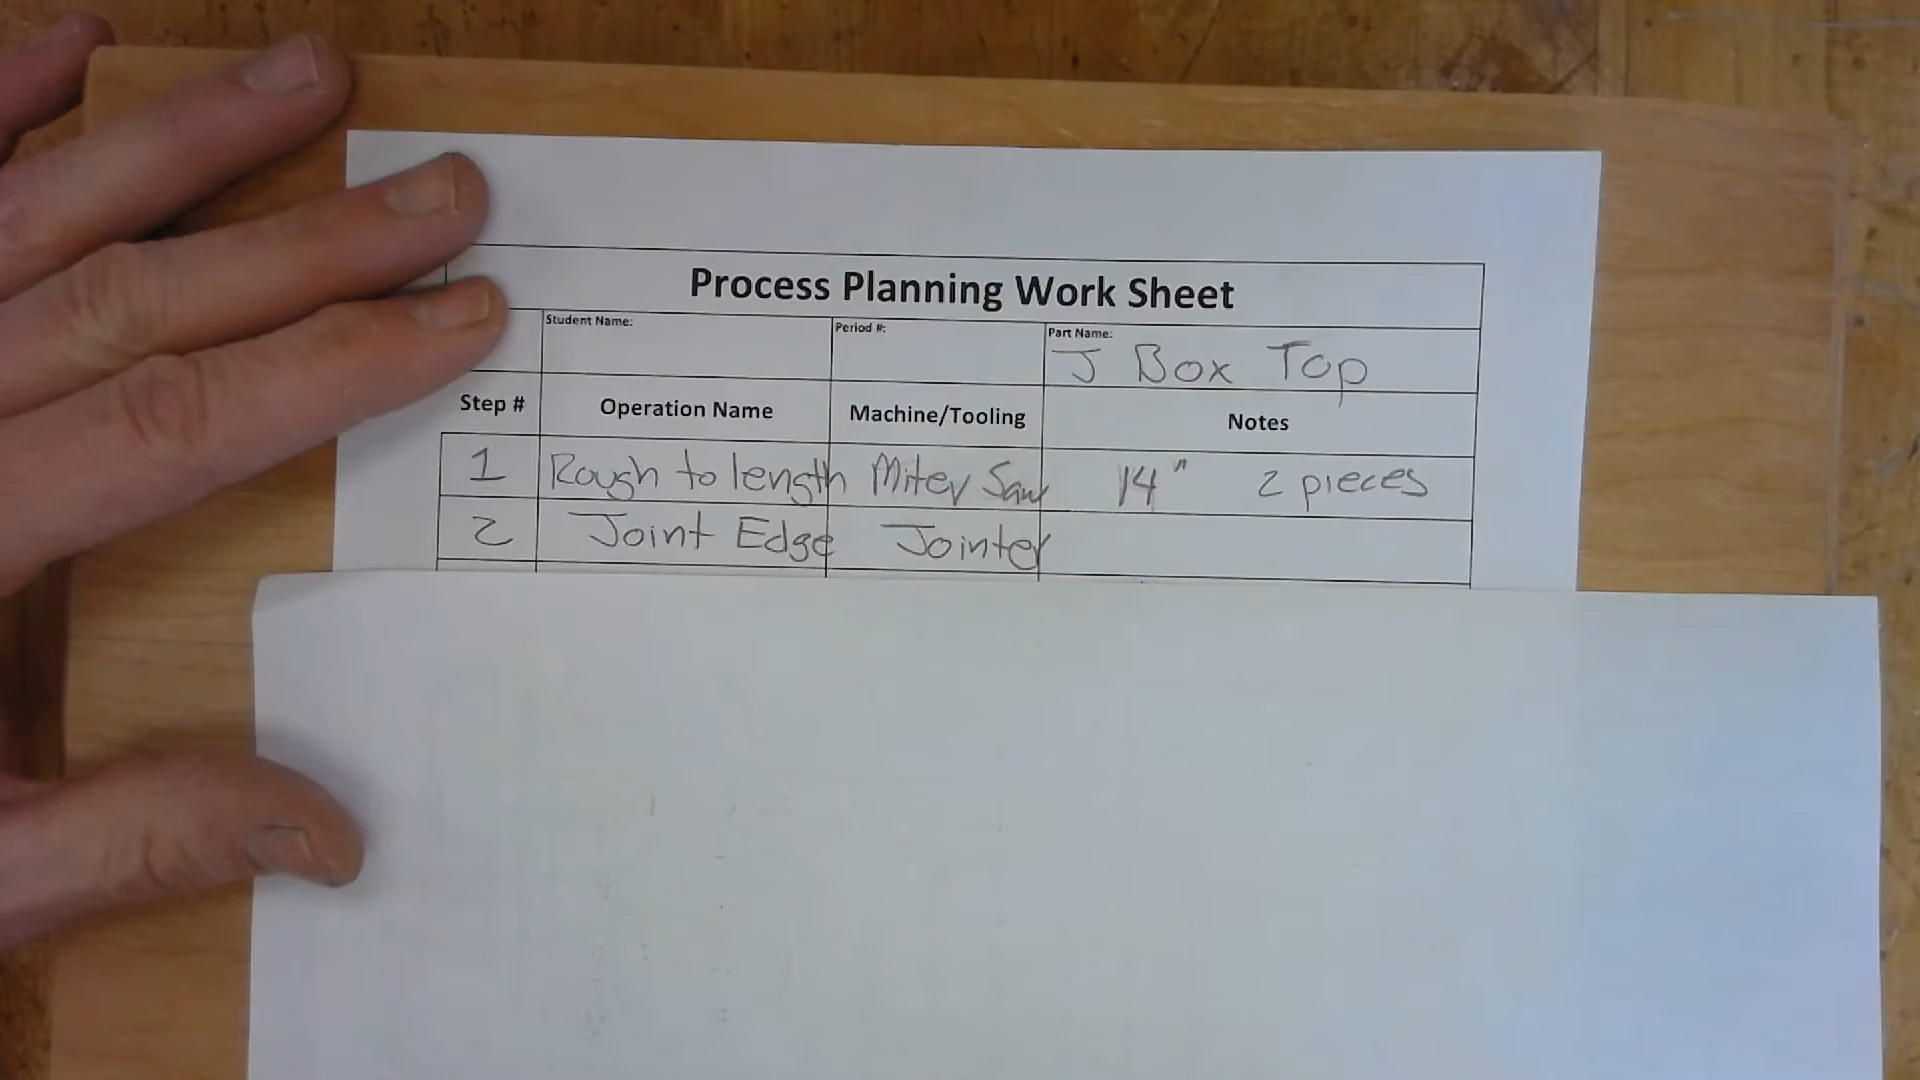 Process Planning Work Sheet
Student Name: Period #: Part Name:
J Box Top
Step # Operation Name Machine/Tooling Notes
1 Rough to length Miter Saw 14" 2 pieces
2 Joint Edge Jointer